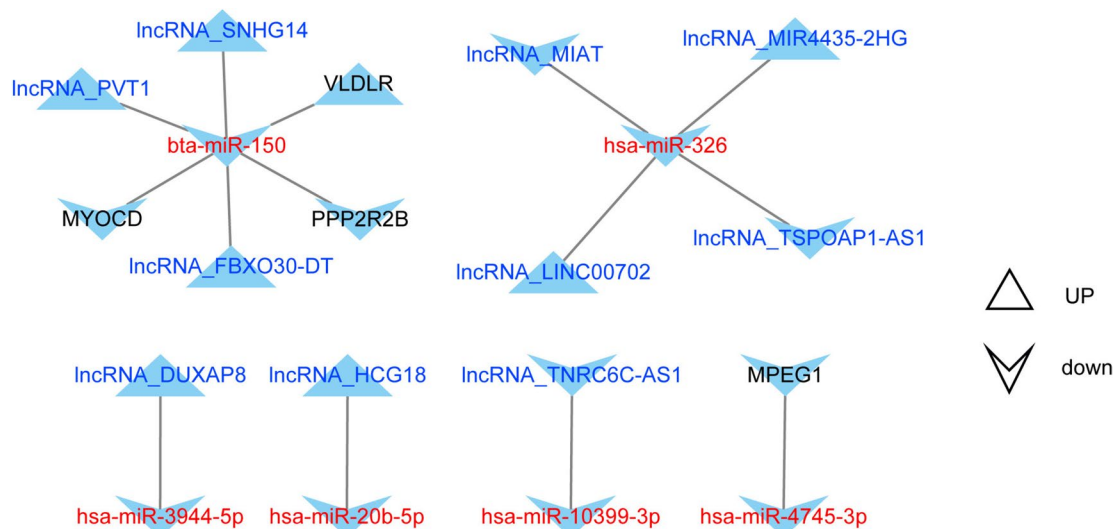 lncRNA_SNHG14
lncRNA_PVT1
VLDLR
bta-miR-150
MYOCD
PPP2R2B
lncRNA_FBXO30-DT
lncRNA_MIAT
lncRNA_MIR4435-2HG
hsa-miR-326
lncRNA_TSPOAP1-AS1
lncRNA_LINC00702
UP
down
lncRNA_DUXAP8
lncRNA_HCG18
lncRNA_TNRC6C-AS1
MPEG1
hsa-miR-3944-5p
hsa-miR-20b-5p
hsa-miR-10399-3p
hsa-miR-4745-3p